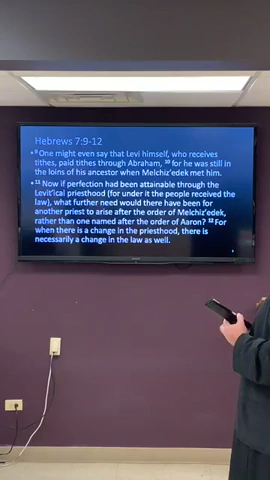 Hebrews 7:9-12
• ⁹ One might even say that Levi himself, who receives
tithes, paid tithes through Abraham, ¹⁰ for he was still in
the loins of his ancestor when Melchiz′edek met him.
• ¹¹ Now if perfection had been attainable through the
Levit′ical priesthood (for under it the people received the
law), what further need would there have been for
another priest to arise after the order of Melchiz′edek,
rather than one named after the order of Aaron? ¹² For
when there is a change in the priesthood, there is
necessarily a change in the law as well.